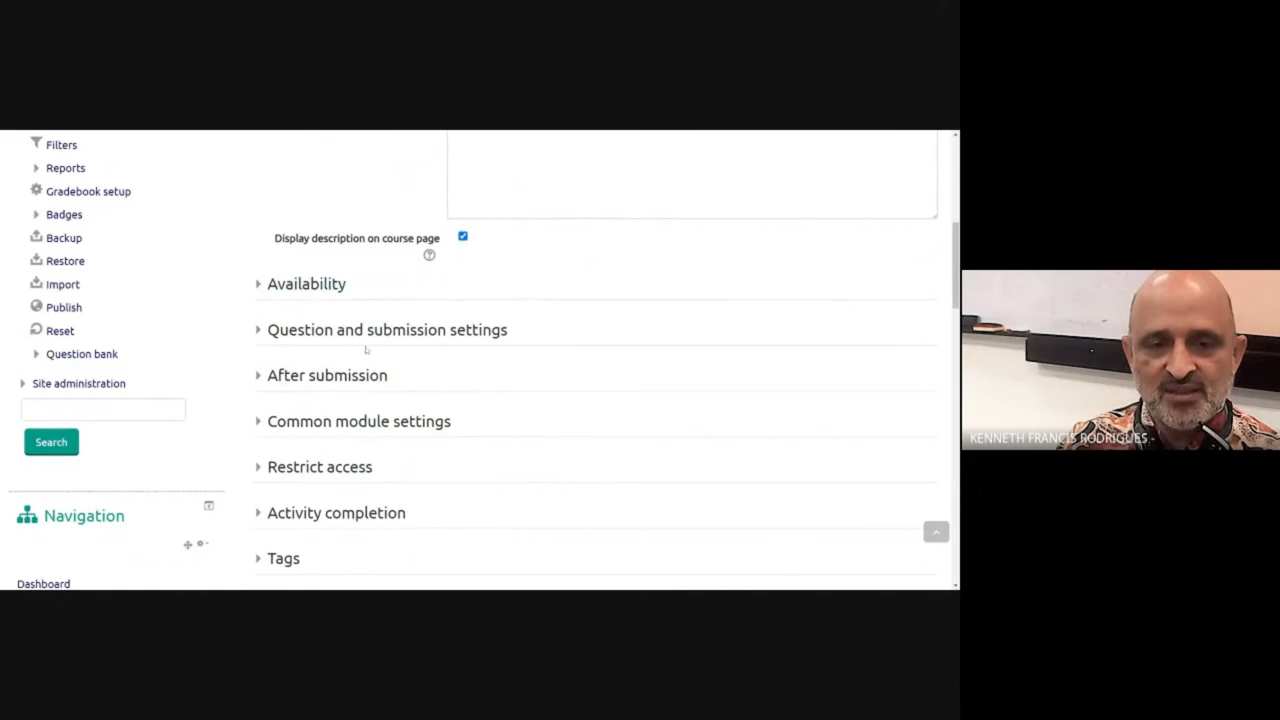 Filters
Reports
Gradebook setup
Badges
Backup
Restore
Import
Publish
Reset
Question bank
Site administration
Search
Navigation
Dashboard
Display description on course page
Availability
Question and submission settings
After submission
Common module settings
Restrict access
Activity completion
Tags
KENNETH FRANCIS RODRIGUES